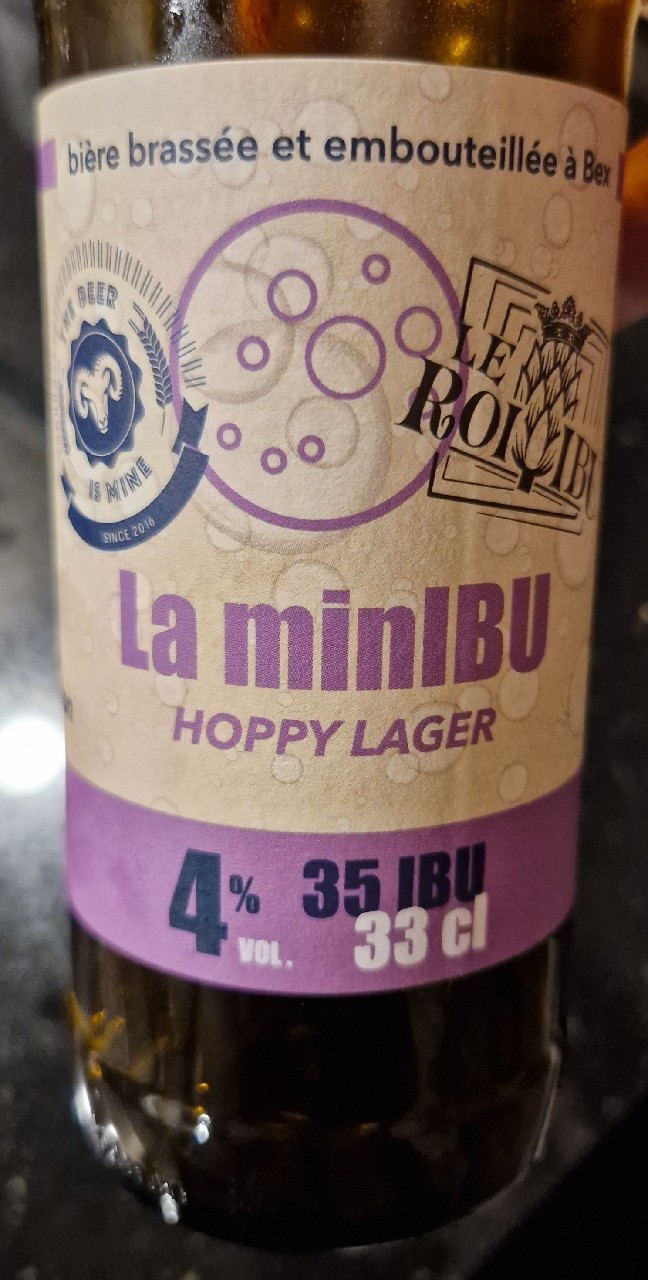 bière brassée et embouteillée à Bex
THE BEER
IS MINE
SINCE 2016
LE
ROI IBU
La minIBU
HOPPY LAGER
4% VOL.
35 IBU
33 cl